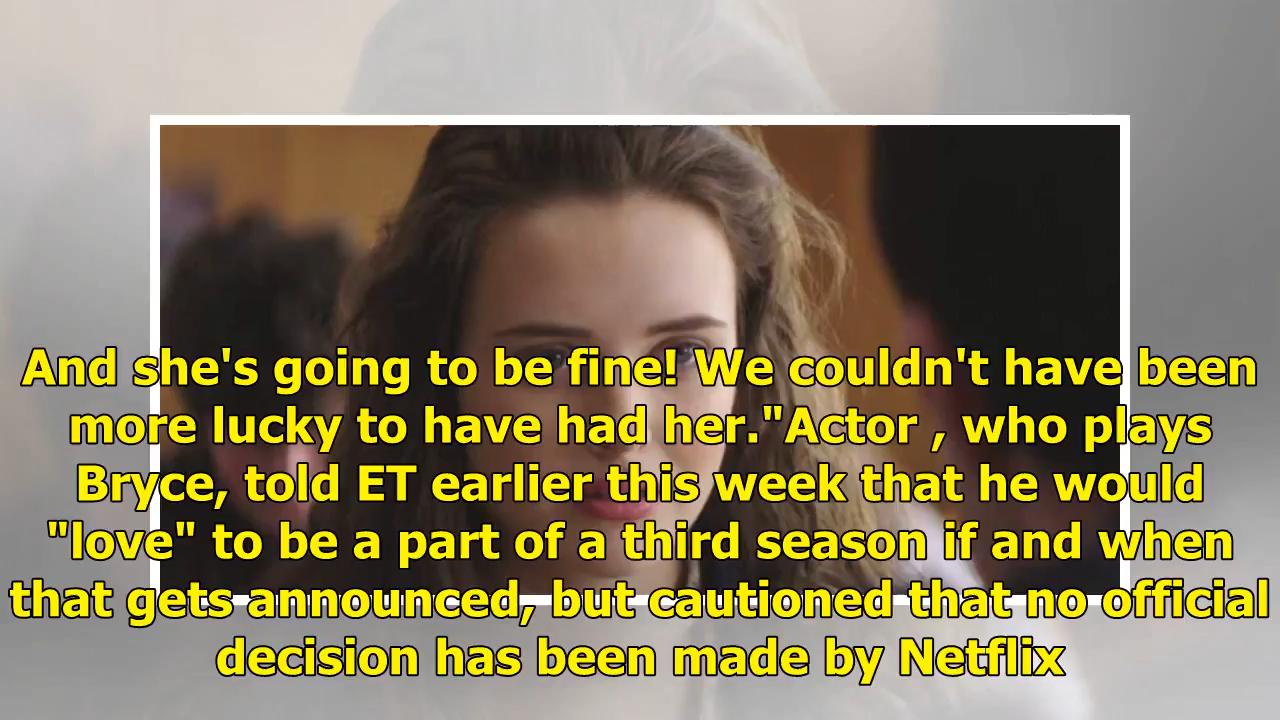 And she's going to be fine! We couldn't have been
more lucky to have had her."Actor , who plays
Bryce, told ET earlier this week that he would
"love" to be a part of a third season if and when
that gets announced, but cautioned that no official
decision has been made by Netflix